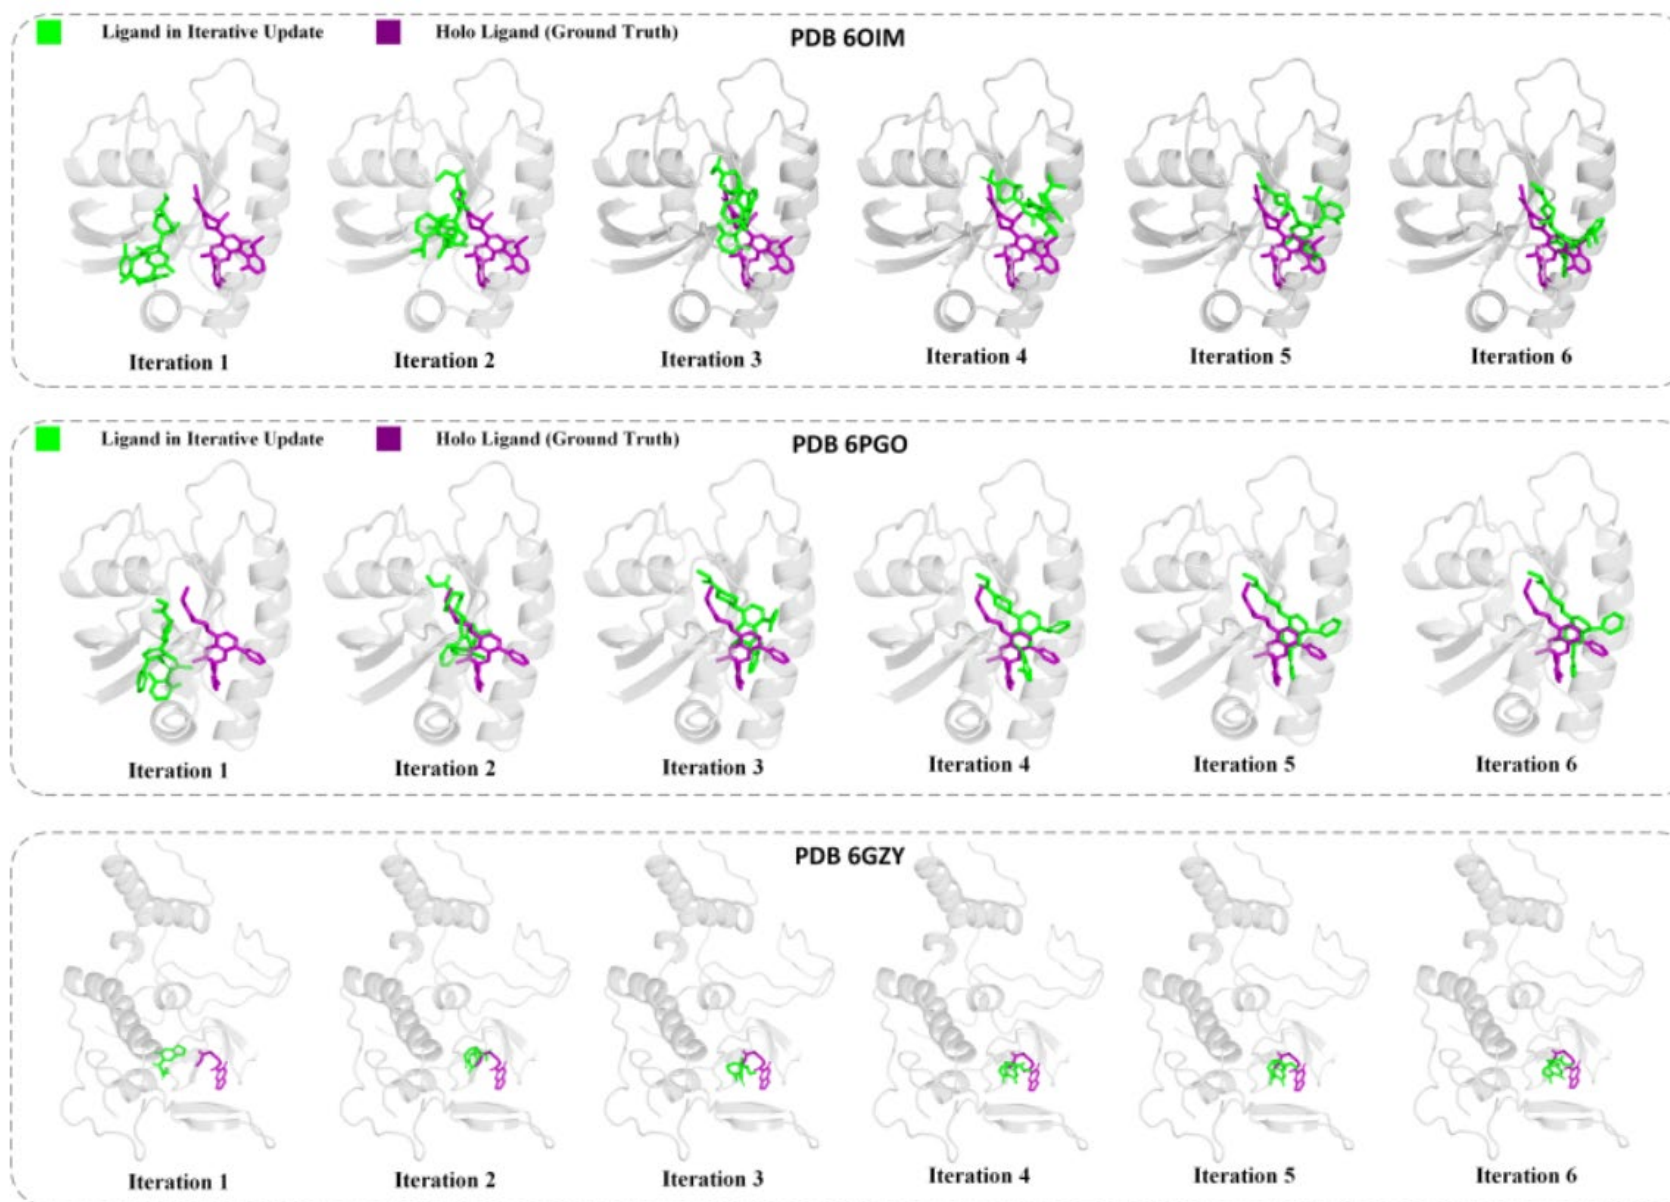 Ligand in Iterative Update Holo Ligand (Ground Truth) PDB 6OIM
Iteration 1 Iteration 2 Iteration 3 Iteration 4 Iteration 5 Iteration 6
Ligand in Iterative Update Holo Ligand (Ground Truth) PDB 6PGO
Iteration 1 Iteration 2 Iteration 3 Iteration 4 Iteration 5 Iteration 6
PDB 6GZY
Iteration 1 Iteration 2 Iteration 3 Iteration 4 Iteration 5 Iteration 6